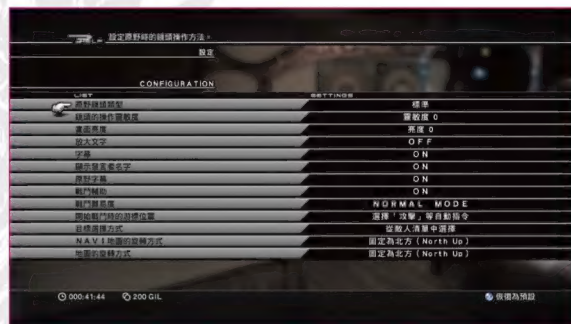 HELP 設定原野時的鏡頭操作方法。
設定
CONFIGURATION
LIST SETTINGS
原野鏡頭類型 標準
鏡頭的操作靈敏度 靈敏度 0
畫面亮度 亮度 0
放大文字 OFF
字幕 ON
顯示發言者名字 ON
原野字幕 ON
戰鬥輔助 ON
戰鬥難易度 NORMAL MODE
開始戰鬥時的游標位置 選擇「攻擊」等自動指令
目標選擇方式 從敵人清單中選擇
NAVI地圖的旋轉方式 固定為北方(North Up)
地圖的旋轉方式 固定為北方(North Up)
000:41:44 200 GIL 恢復為預設